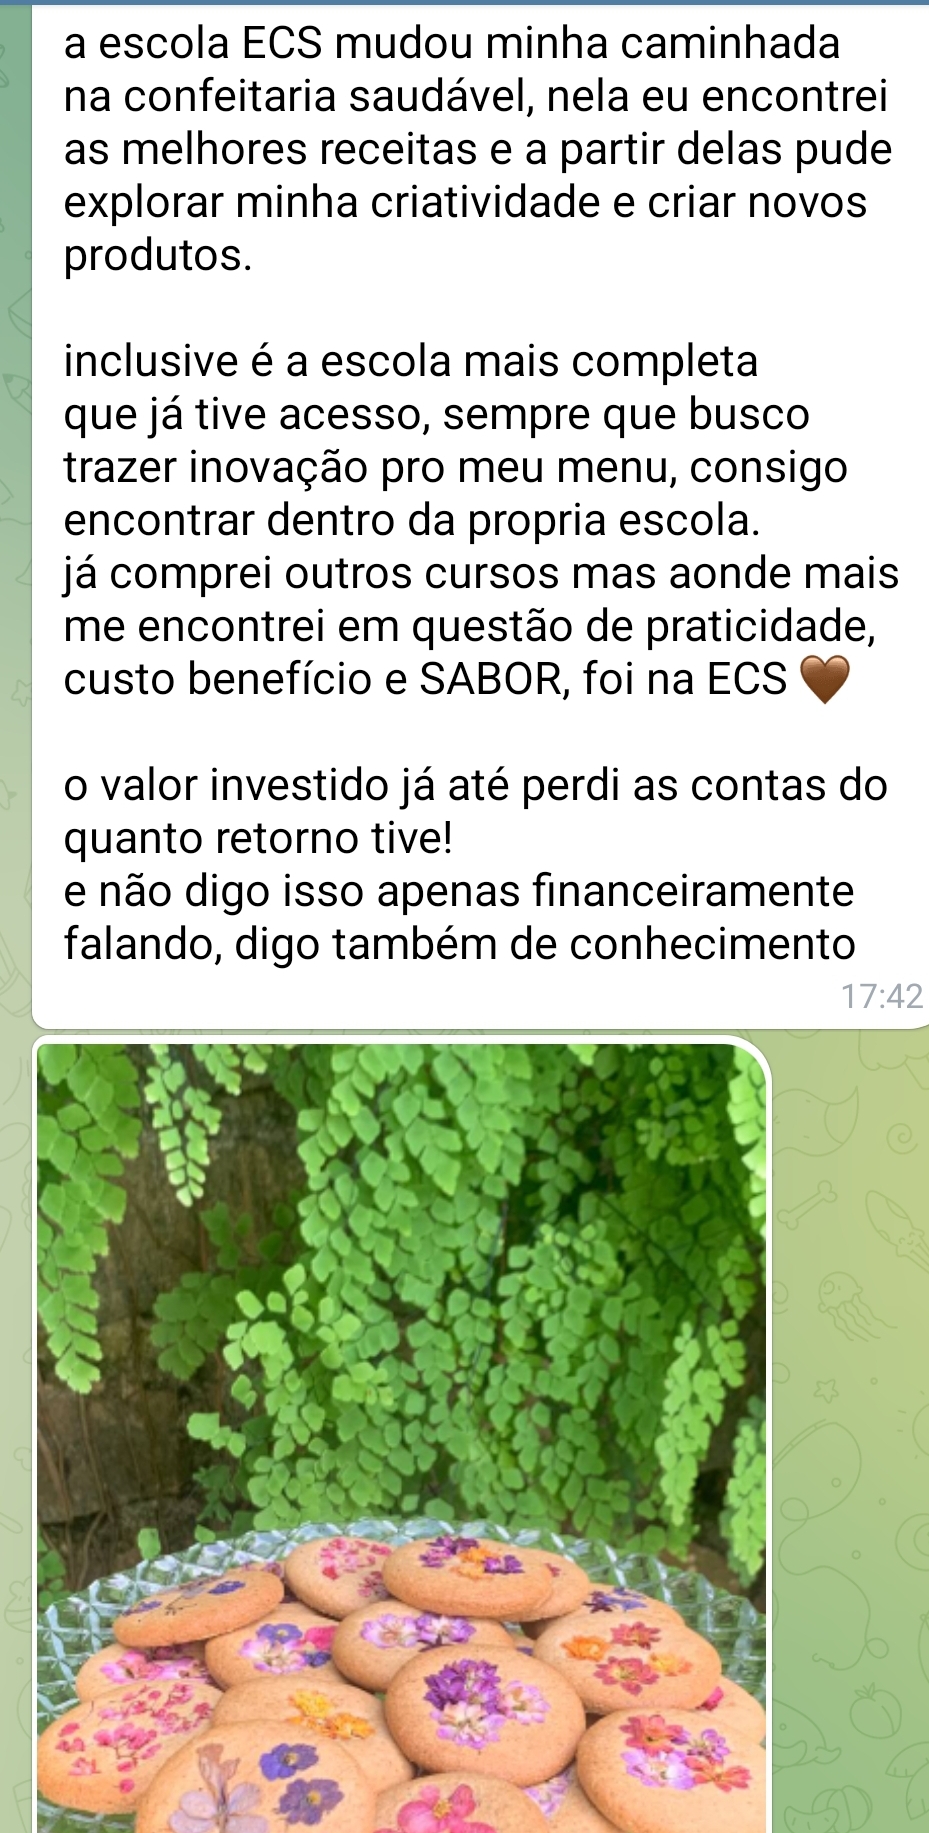 a escola ECS mudou minha caminhada
na confeitaria saudável, nela eu encontrei
as melhores receitas e a partir delas pude
explorar minha criatividade e criar novos
produtos.
inclusive é a escola mais completa
que já tive acesso, sempre que busco
trazer inovação pro meu menu, consigo
encontrar dentro da propria escola.
já comprei outros cursos mas aonde mais
me encontrei em questão de praticidade,
custo benefício e SABOR, foi na ECS 🤎
o valor investido já até perdi as contas do
quanto retorno tive!
e não digo isso apenas financeiramente
falando, digo também de conhecimento
17:42